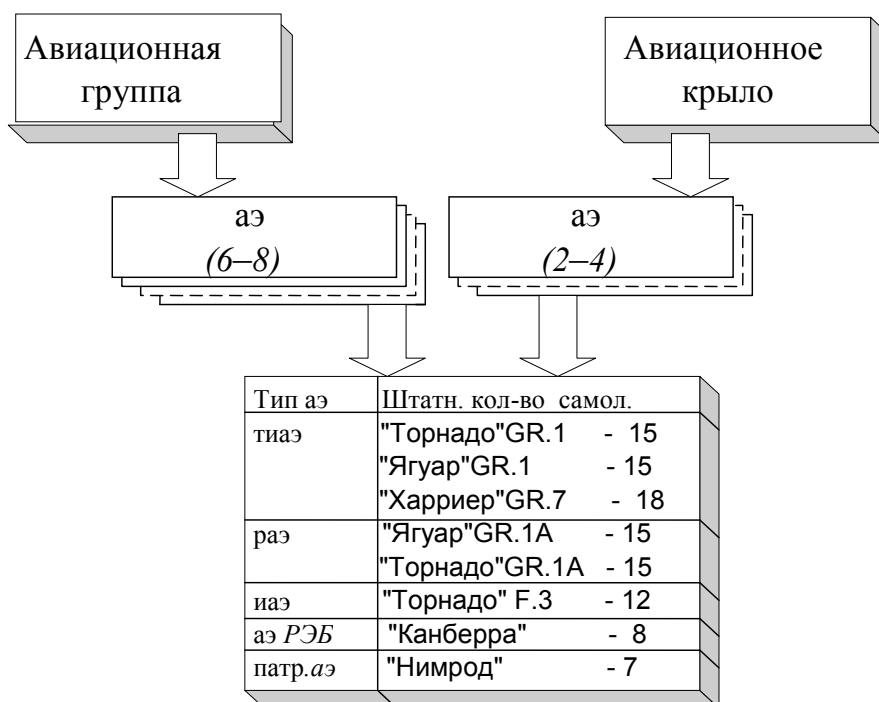 Авиационная
группа
Авиационное
крыло
аэ
(6–8)
аэ
(2–4)
Тип аэ Штатн. кол-во самол.
тиаэ "Торнадо"GR.1 - 15
"Ягуар"GR.1 - 15
"Харриер"GR.7 - 18
раэ "Ягуар"GR.1A - 15
"Торнадо"GR.1A - 15
иаэ "Торнадо" F.3 - 12
аэ РЭБ "Канберра" - 8
патр.аэ "Нимрод" - 7